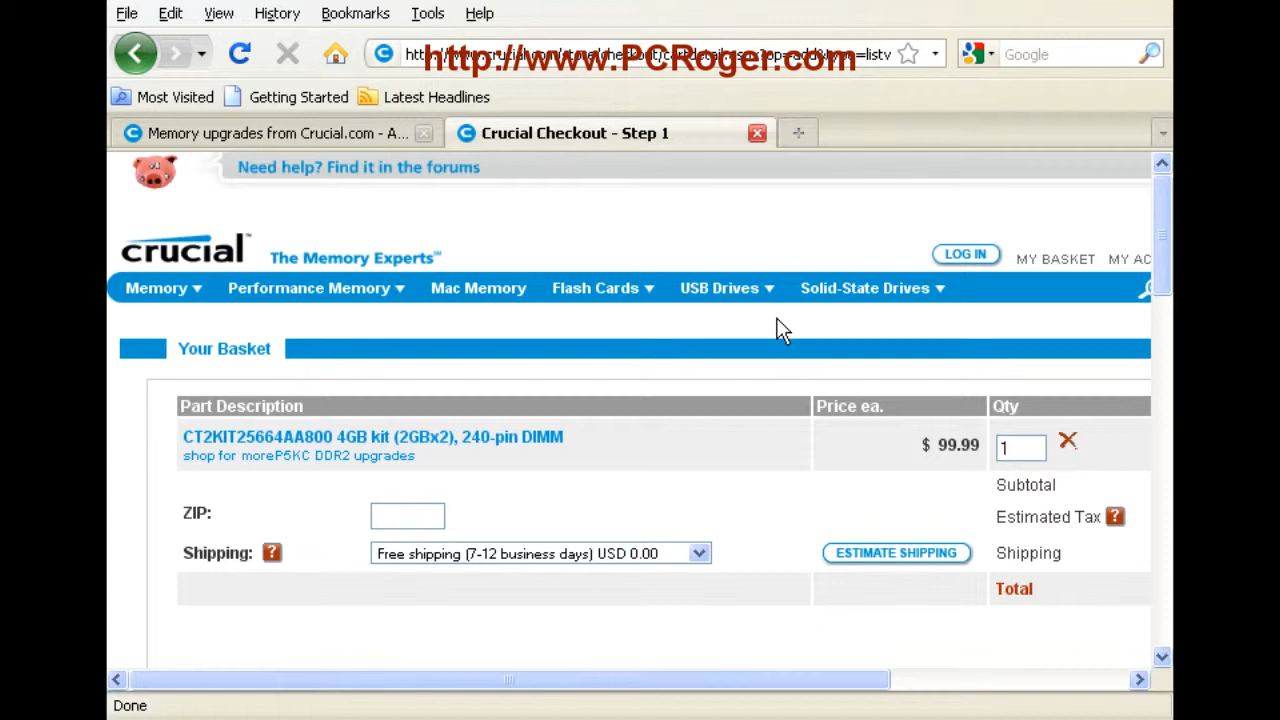 File Edit View History Bookmarks Tools Help
http://www.PCRoger.com
Google
Most Visited Getting Started Latest Headlines
Memory upgrades from Crucial.com - A... Crucial Checkout - Step 1
Need help? Find it in the forums
crucial™ The Memory Experts℠
LOG IN MY BASKET MY AC
Memory Performance Memory Mac Memory Flash Cards USB Drives Solid-State Drives
Your Basket
Part Description Price ea. Qty
CT2KIT25664AA800 4GB kit (2GBx2), 240-pin DIMM $ 99.99 1
shop for moreP5KC DDR2 upgrades
Subtotal
ZIP: Estimated Tax ?
Shipping: ? Free shipping (7-12 business days) USD 0.00 ESTIMATE SHIPPING Shipping
Total
Done